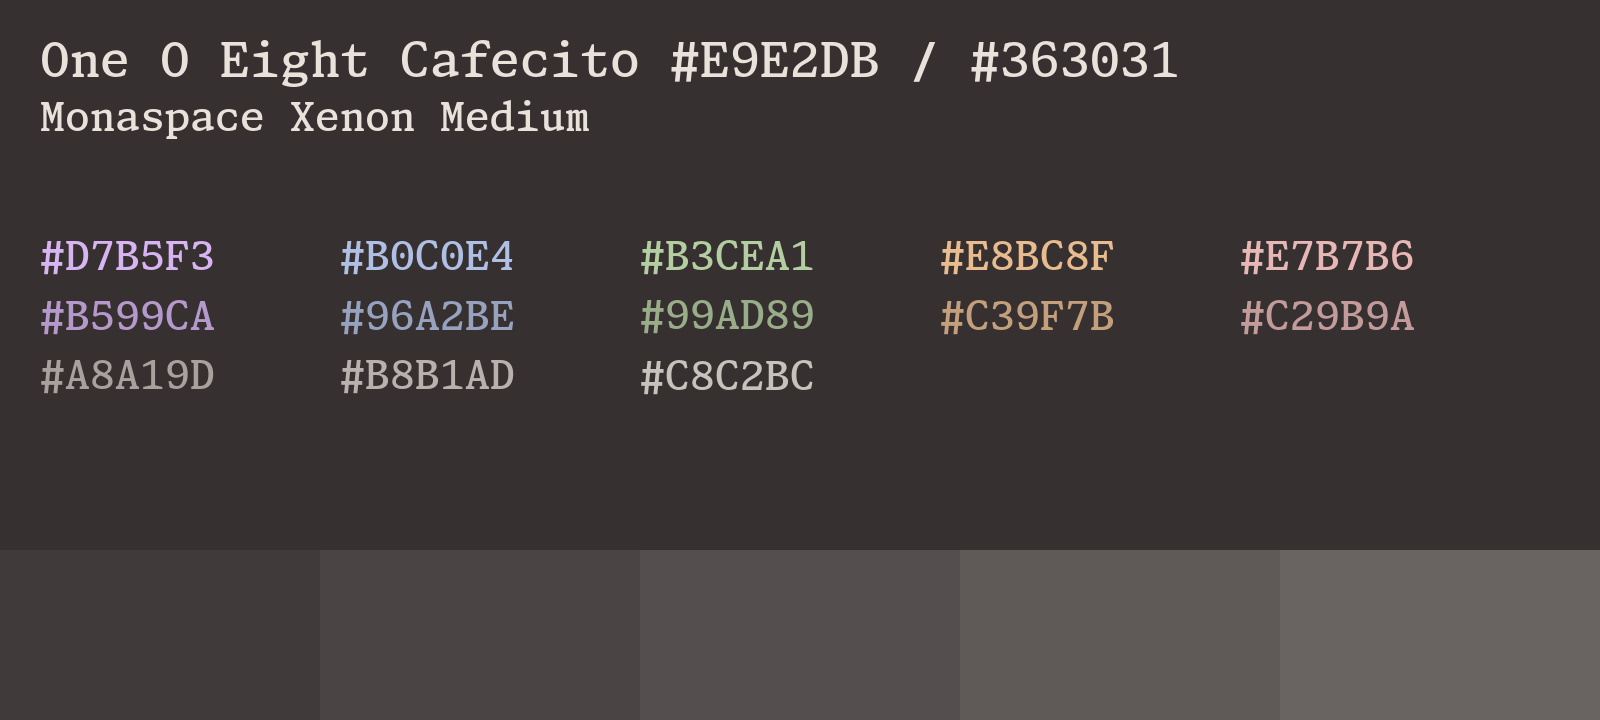 One O Eight Cafecito #E9E2DB / #363031
Monaspace Xenon Medium
#D7B5F3 #B0C0E4 #B3CEA1 #E8BC8F #E7B7B6
#B599CA #96A2BE #99AD89 #C39F7B #C29B9A
#A8A19D #B8B1AD #C8C2BC